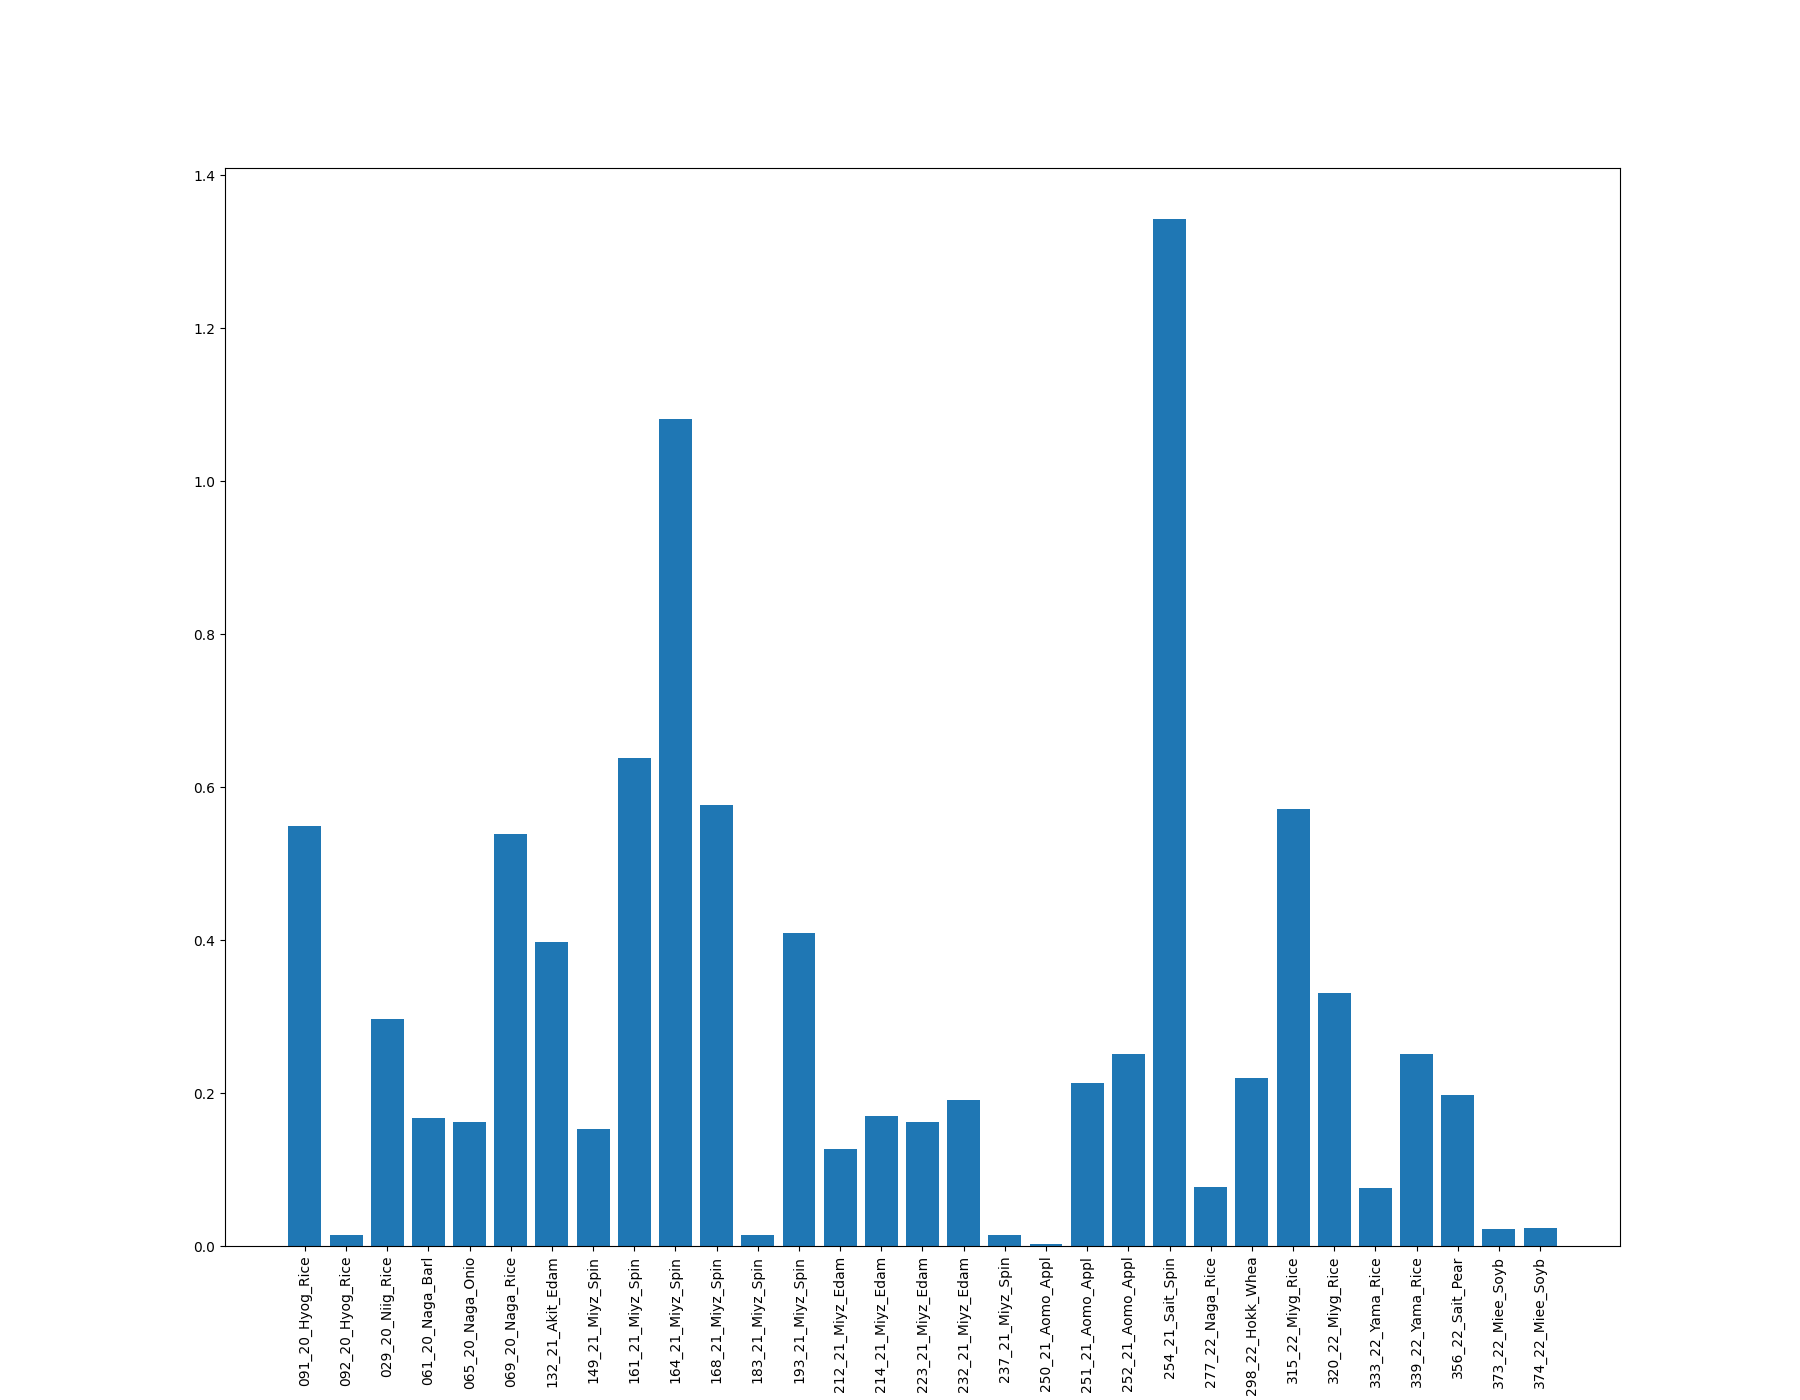 1.4
1.2
1.0
0.8
0.6
0.4
0.2
0.0
091_20_Hyog_Rice
092_20_Hyog_Rice
029_20_Niig_Rice
061_20_Naga_Barl
065_20_Naga_Onio
069_20_Naga_Rice
132_21_Akit_Edam
149_21_Miyz_Spin
161_21_Miyz_Spin
164_21_Miyz_Spin
168_21_Miyz_Spin
183_21_Miyz_Spin
193_21_Miyz_Spin
212_21_Miyz_Edam
214_21_Miyz_Edam
223_21_Miyz_Edam
232_21_Miyz_Edam
237_21_Miyz_Spin
250_21_Aomo_Appl
251_21_Aomo_Appl
252_21_Aomo_Appl
254_21_Sait_Spin
277_22_Naga_Rice
298_22_Hokk_Whea
315_22_Miyg_Rice
320_22_Miyg_Rice
333_22_Yama_Rice
339_22_Yama_Rice
356_22_Sait_Pear
373_22_Miee_Soyb
374_22_Miee_Soyb